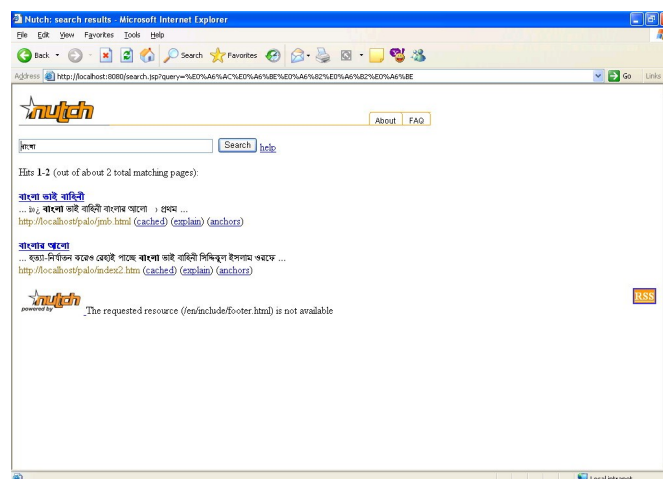 Nutch: search results - Microsoft Internet Explorer
File Edit View Favorites Tools Help
Back Search Favorites
Address http://localhost:8080/search.jsp?query=%E0%A6%AC%E0%A6%BE%E0%A6%82%E0%A6%B2%E0%A6%BE Go Links
nutch
About FAQ
বাংলা Search help
Hits 1-2 (out of about 2 total matching pages):
বাংলা ভাই বাহিনী
... বাংলা ভাই বাহিনী বাংলার আলো › প্রথম ...
http://localhost/palo/jmb.html (cached) (explain) (anchors)
বাংলার আলো
... হত্যা-নির্যাতন করেও রেহাই পাচ্ছে বাংলা ভাই বাহিনী সিদ্দিকুল ইসলাম ওরফে ...
http://localhost/palo/index2.htm (cached) (explain) (anchors)
powered by nutch The requested resource (/en/include/footer.html) is not available
RSS
Local intranet